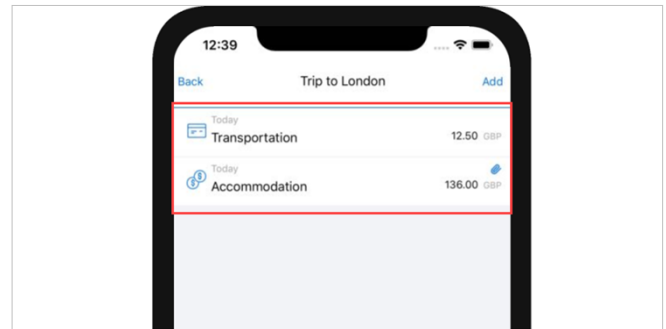 12:39
Back Trip to London Add
Today
Transportation 12.50 GBP
Today
Accommodation 136.00 GBP